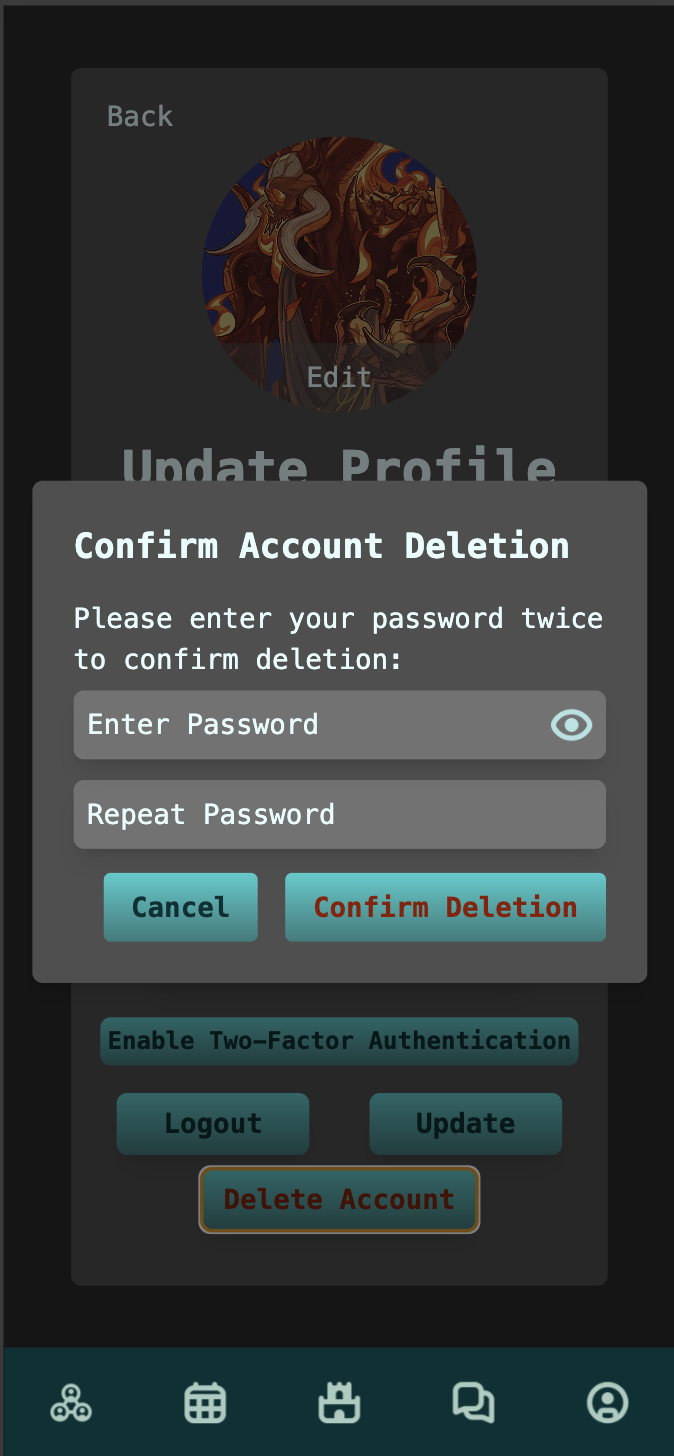 Back
Edit
Update Profile
Confirm Account Deletion
Please enter your password twice
to confirm deletion:
Enter Password
Repeat Password
Cancel
Confirm Deletion
Enable Two-Factor Authentication
Logout
Update
Delete Account